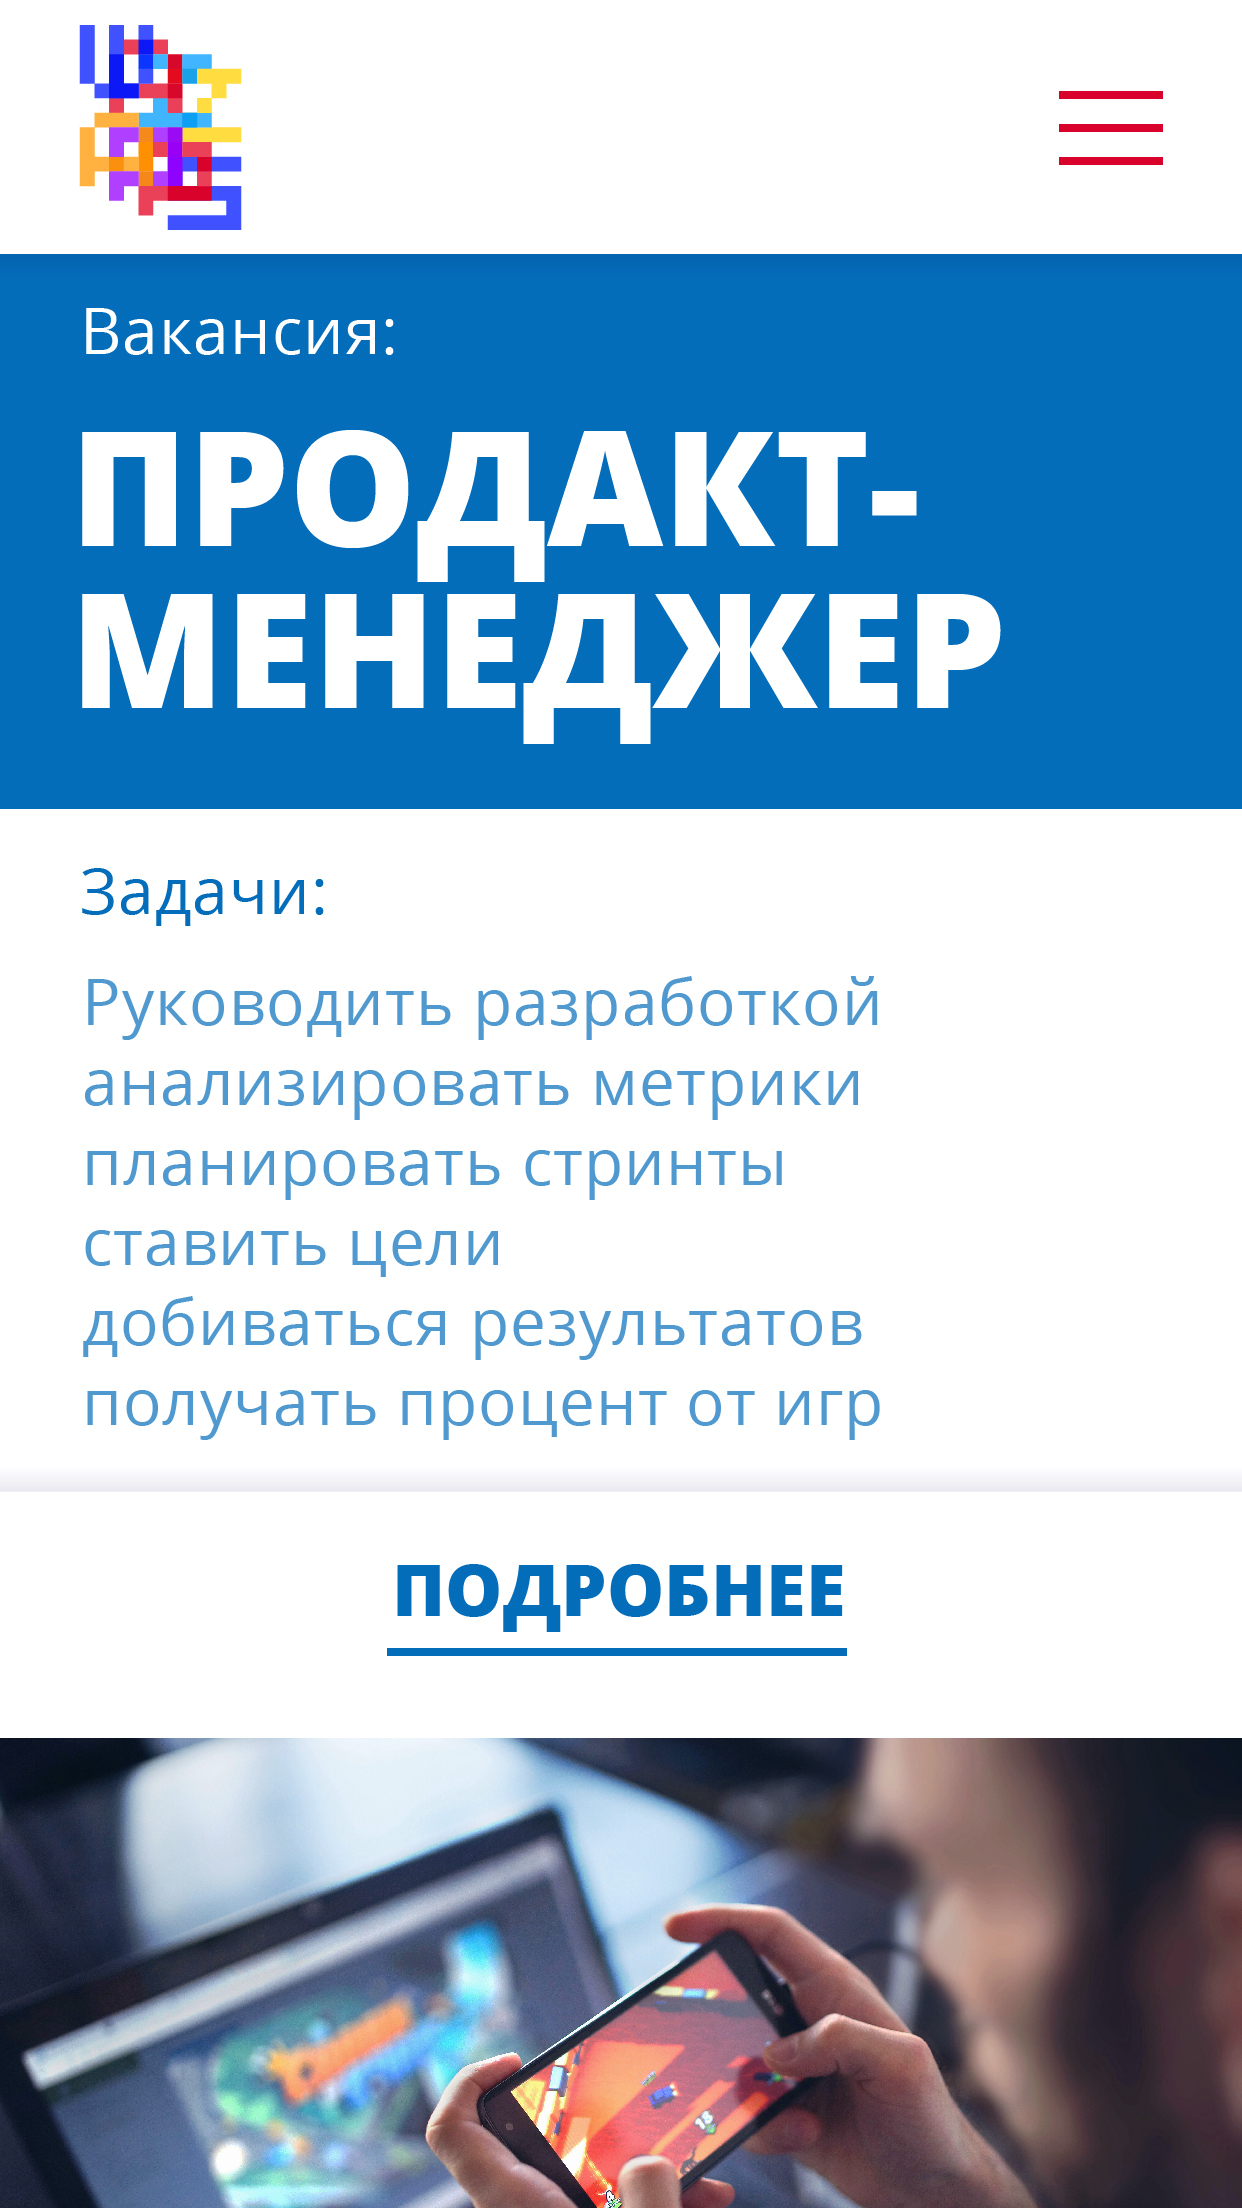 Вакансия:
ПРОДАКТ-
МЕНЕДЖЕР
Задачи:
Руководить разработкой
анализировать метрики
планировать стринты
ставить цели
добиваться результатов
получать процент от игр
ПОДРОБНЕЕ